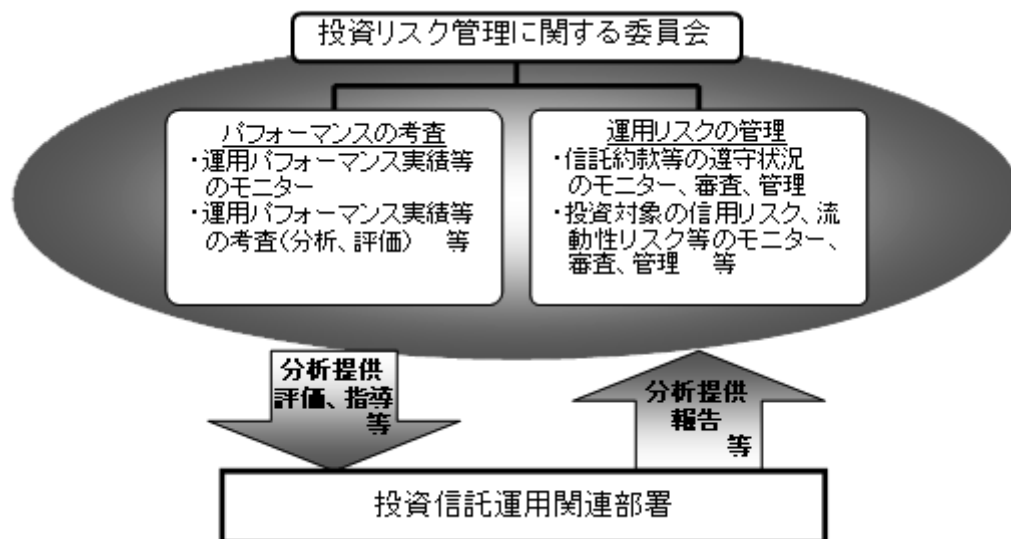 投資リスク管理に関する委員会
パフォーマンスの考査
・運用パフォーマンス実績等
のモニター
・運用パフォーマンス実績等
の考査(分析、評価) 等
運用リスクの管理
・信託約款等の遵守状況
のモニター、審査、管理
・投資対象の信用リスク、流
動性リスク等のモニター、
審査、管理 等
分析提供
評価、指導
等
分析提供
報告
等
投資信託運用関連部署